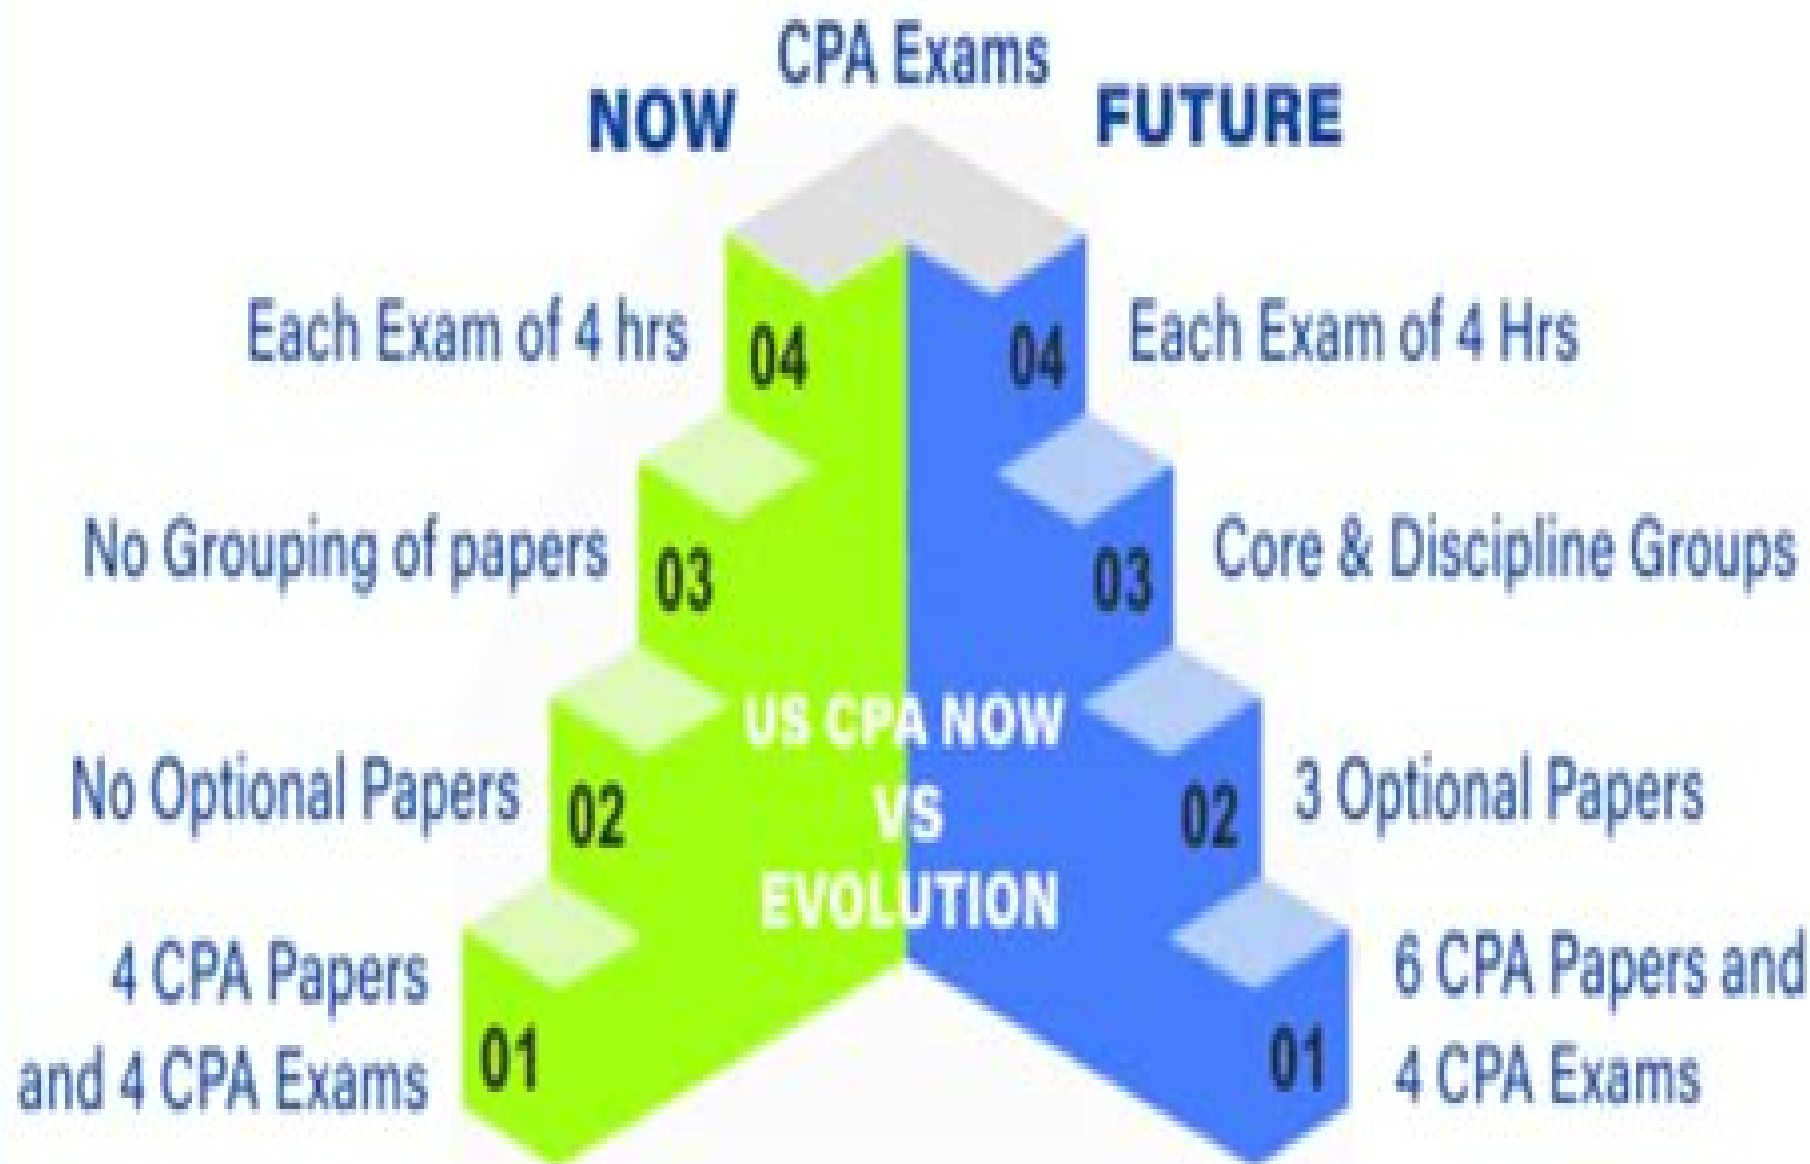 CPA Exams
NOW
FUTURE
Each Exam of 4 hrs
04
04
Each Exam of 4 Hrs
No Grouping of papers
03
03
Core & Discipline Groups
US CPA NOW
VS
EVOLUTION
No Optional Papers
02
02
3 Optional Papers
4 CPA Papers
and 4 CPA Exams
01
01
6 CPA Papers and
4 CPA Exams